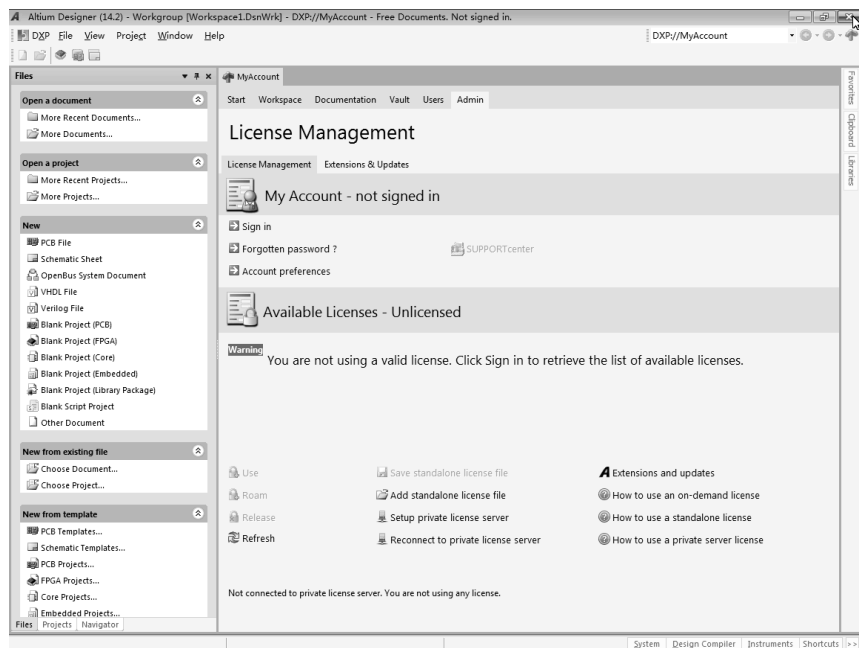 Altium Designer (14.2) - Workgroup [Workspace1.DsnWrk] - DXP://MyAccount - Free Documents. Not signed in.
DXP File View Project Window Help
DXP://MyAccount
Files
MyAccount
Open a document
More Recent Documents...
More Documents...
Open a project
More Recent Projects...
More Projects...
New
PCB File
Schematic Sheet
OpenBus System Document
VHDL File
Verilog File
Blank Project (PCB)
Blank Project (FPGA)
Blank Project (Core)
Blank Project (Embedded)
Blank Project (Library Package)
Blank Script Project
Other Document
New from existing file
Choose Document...
Choose Project...
New from template
PCB Templates...
Schematic Templates...
PCB Projects...
FPGA Projects...
Core Projects...
Embedded Projects...
Files Projects Navigator
Start Workspace Documentation Vault Users Admin
License Management
License Management Extensions & Updates
My Account - not signed in
Sign in
Forgotten password ? SUPPORTcenter
Account preferences
Available Licenses - Unlicensed
Warning
You are not using a valid license. Click Sign in to retrieve the list of available licenses.
Use Save standalone license file Extensions and updates
Roam Add standalone license file How to use an on-demand license
Release Setup private license server How to use a standalone license
Refresh Reconnect to private license server How to use a private server license
Not connected to private license server. You are not using any license.
Favorites
Clipboard
Libraries
System Design Compiler Instruments Shortcuts >>